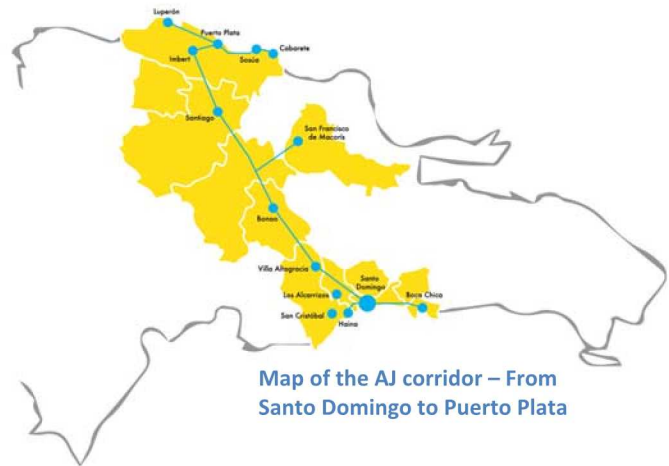 Luperón
Puerto Plata
Cabarete
Imbert
Sosúa
Santiago
San Francisco
de Macorís
Bonao
Villa Altagracia
Santo
Domingo
Los Alcarrizos
Boca Chica
San Cristóbal
Haina
Map of the AJ corridor – From
Santo Domingo to Puerto Plata